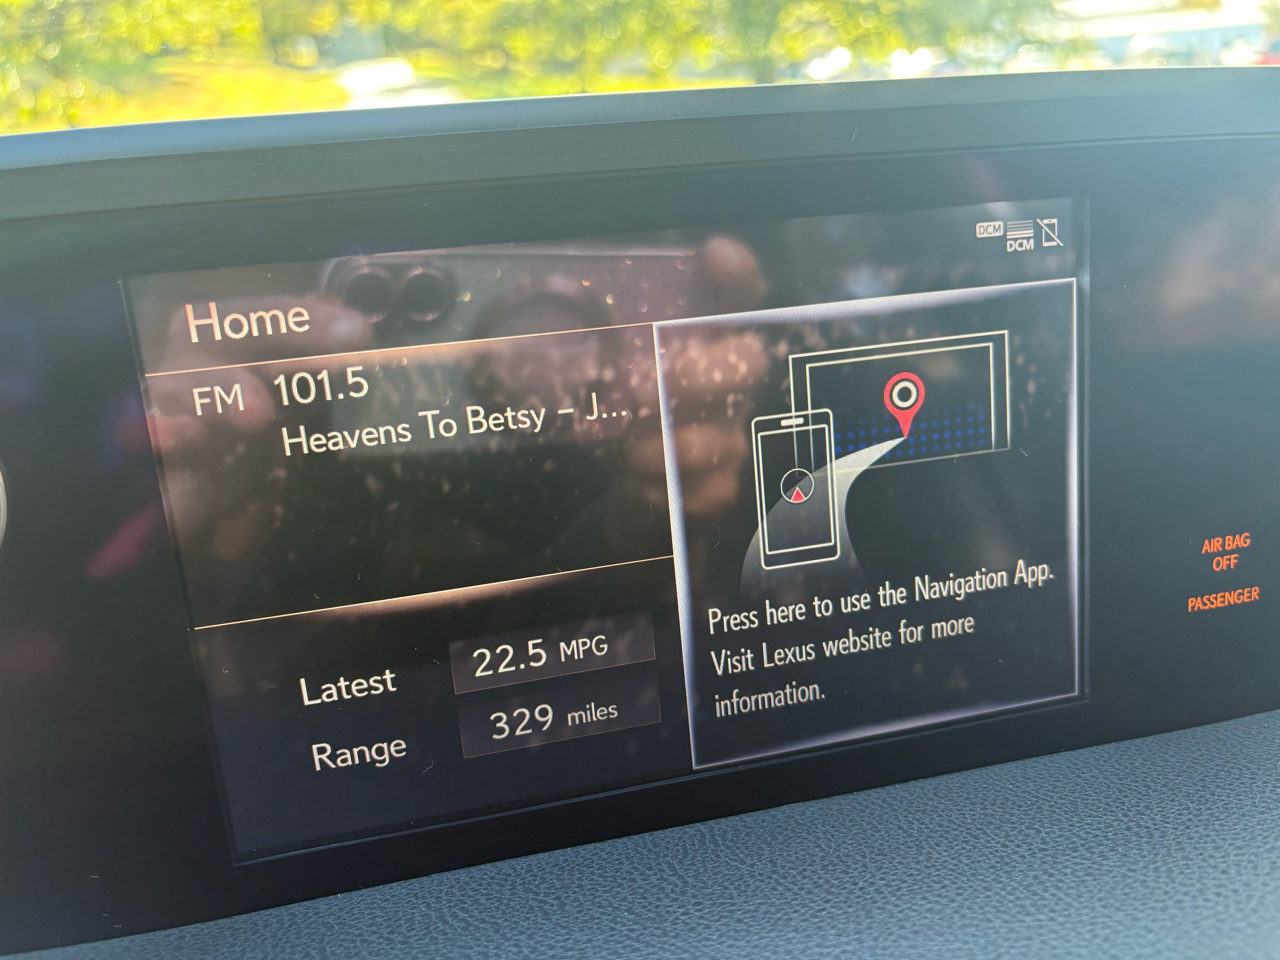 DCM
DCM
Home
FM 101.5
Heavens To Betsy – J...
Latest 22.5 MPG
Range 329 miles
Press here to use the Navigation App.
Visit Lexus website for more
information.
AIR BAG
OFF
PASSENGER